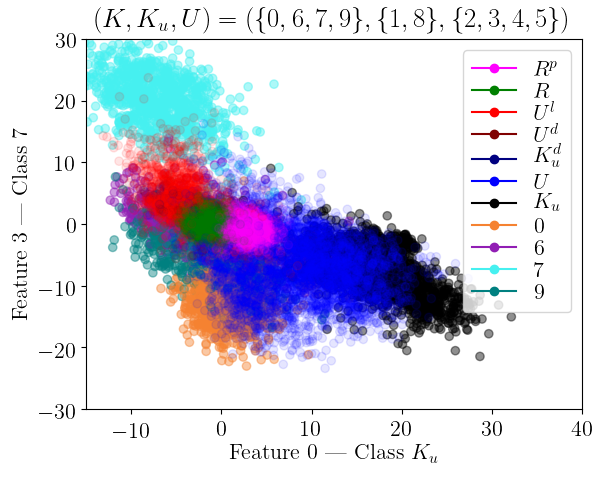 (K, K_u, U) = ({0, 6, 7, 9}, {1, 8}, {2, 3, 4, 5})
30
20
10
0
−10
−20
−30
Feature 3 — Class 7
R^p
R
U^l
U^d
K_u^d
U
K_u
0
6
7
9
−10 0 10 20 30 40
Feature 0 — Class K_u